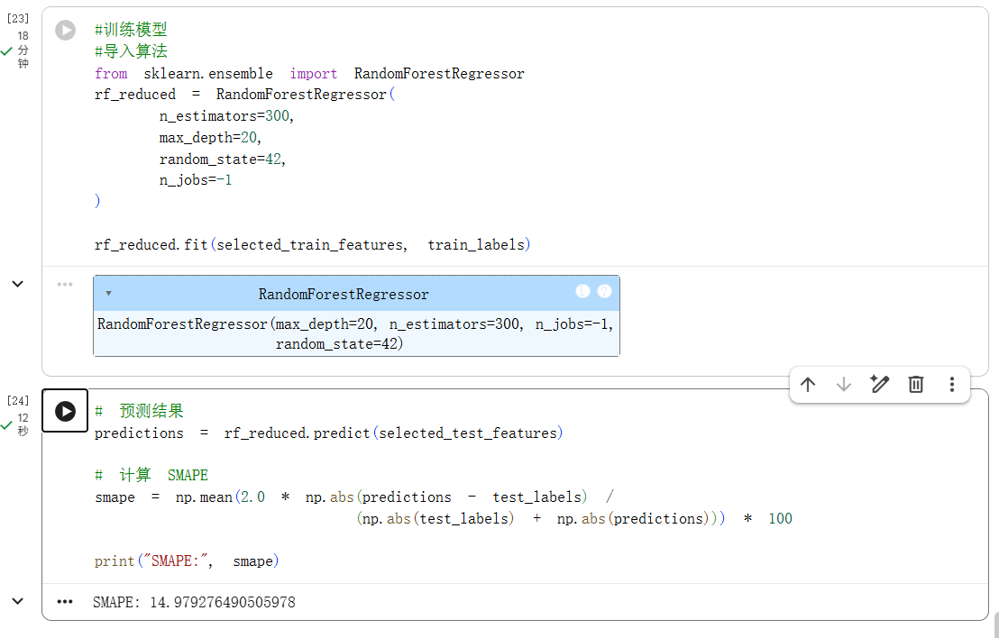 [23]
18
分
钟
#训练模型
#导入算法
from sklearn.ensemble import RandomForestRegressor
rf_reduced = RandomForestRegressor(
n_estimators=300,
max_depth=20,
random_state=42,
n_jobs=-1
)
rf_reduced.fit(selected_train_features, train_labels)
RandomForestRegressor
RandomForestRegressor(max_depth=20, n_estimators=300, n_jobs=-1,
random_state=42)
[24]
12
秒
# 预测结果
predictions = rf_reduced.predict(selected_test_features)
# 计算 SMAPE
smape = np.mean(2.0 * np.abs(predictions - test_labels) /
(np.abs(test_labels) + np.abs(predictions))) * 100
print("SMAPE:", smape)
SMAPE: 14.979276490505978